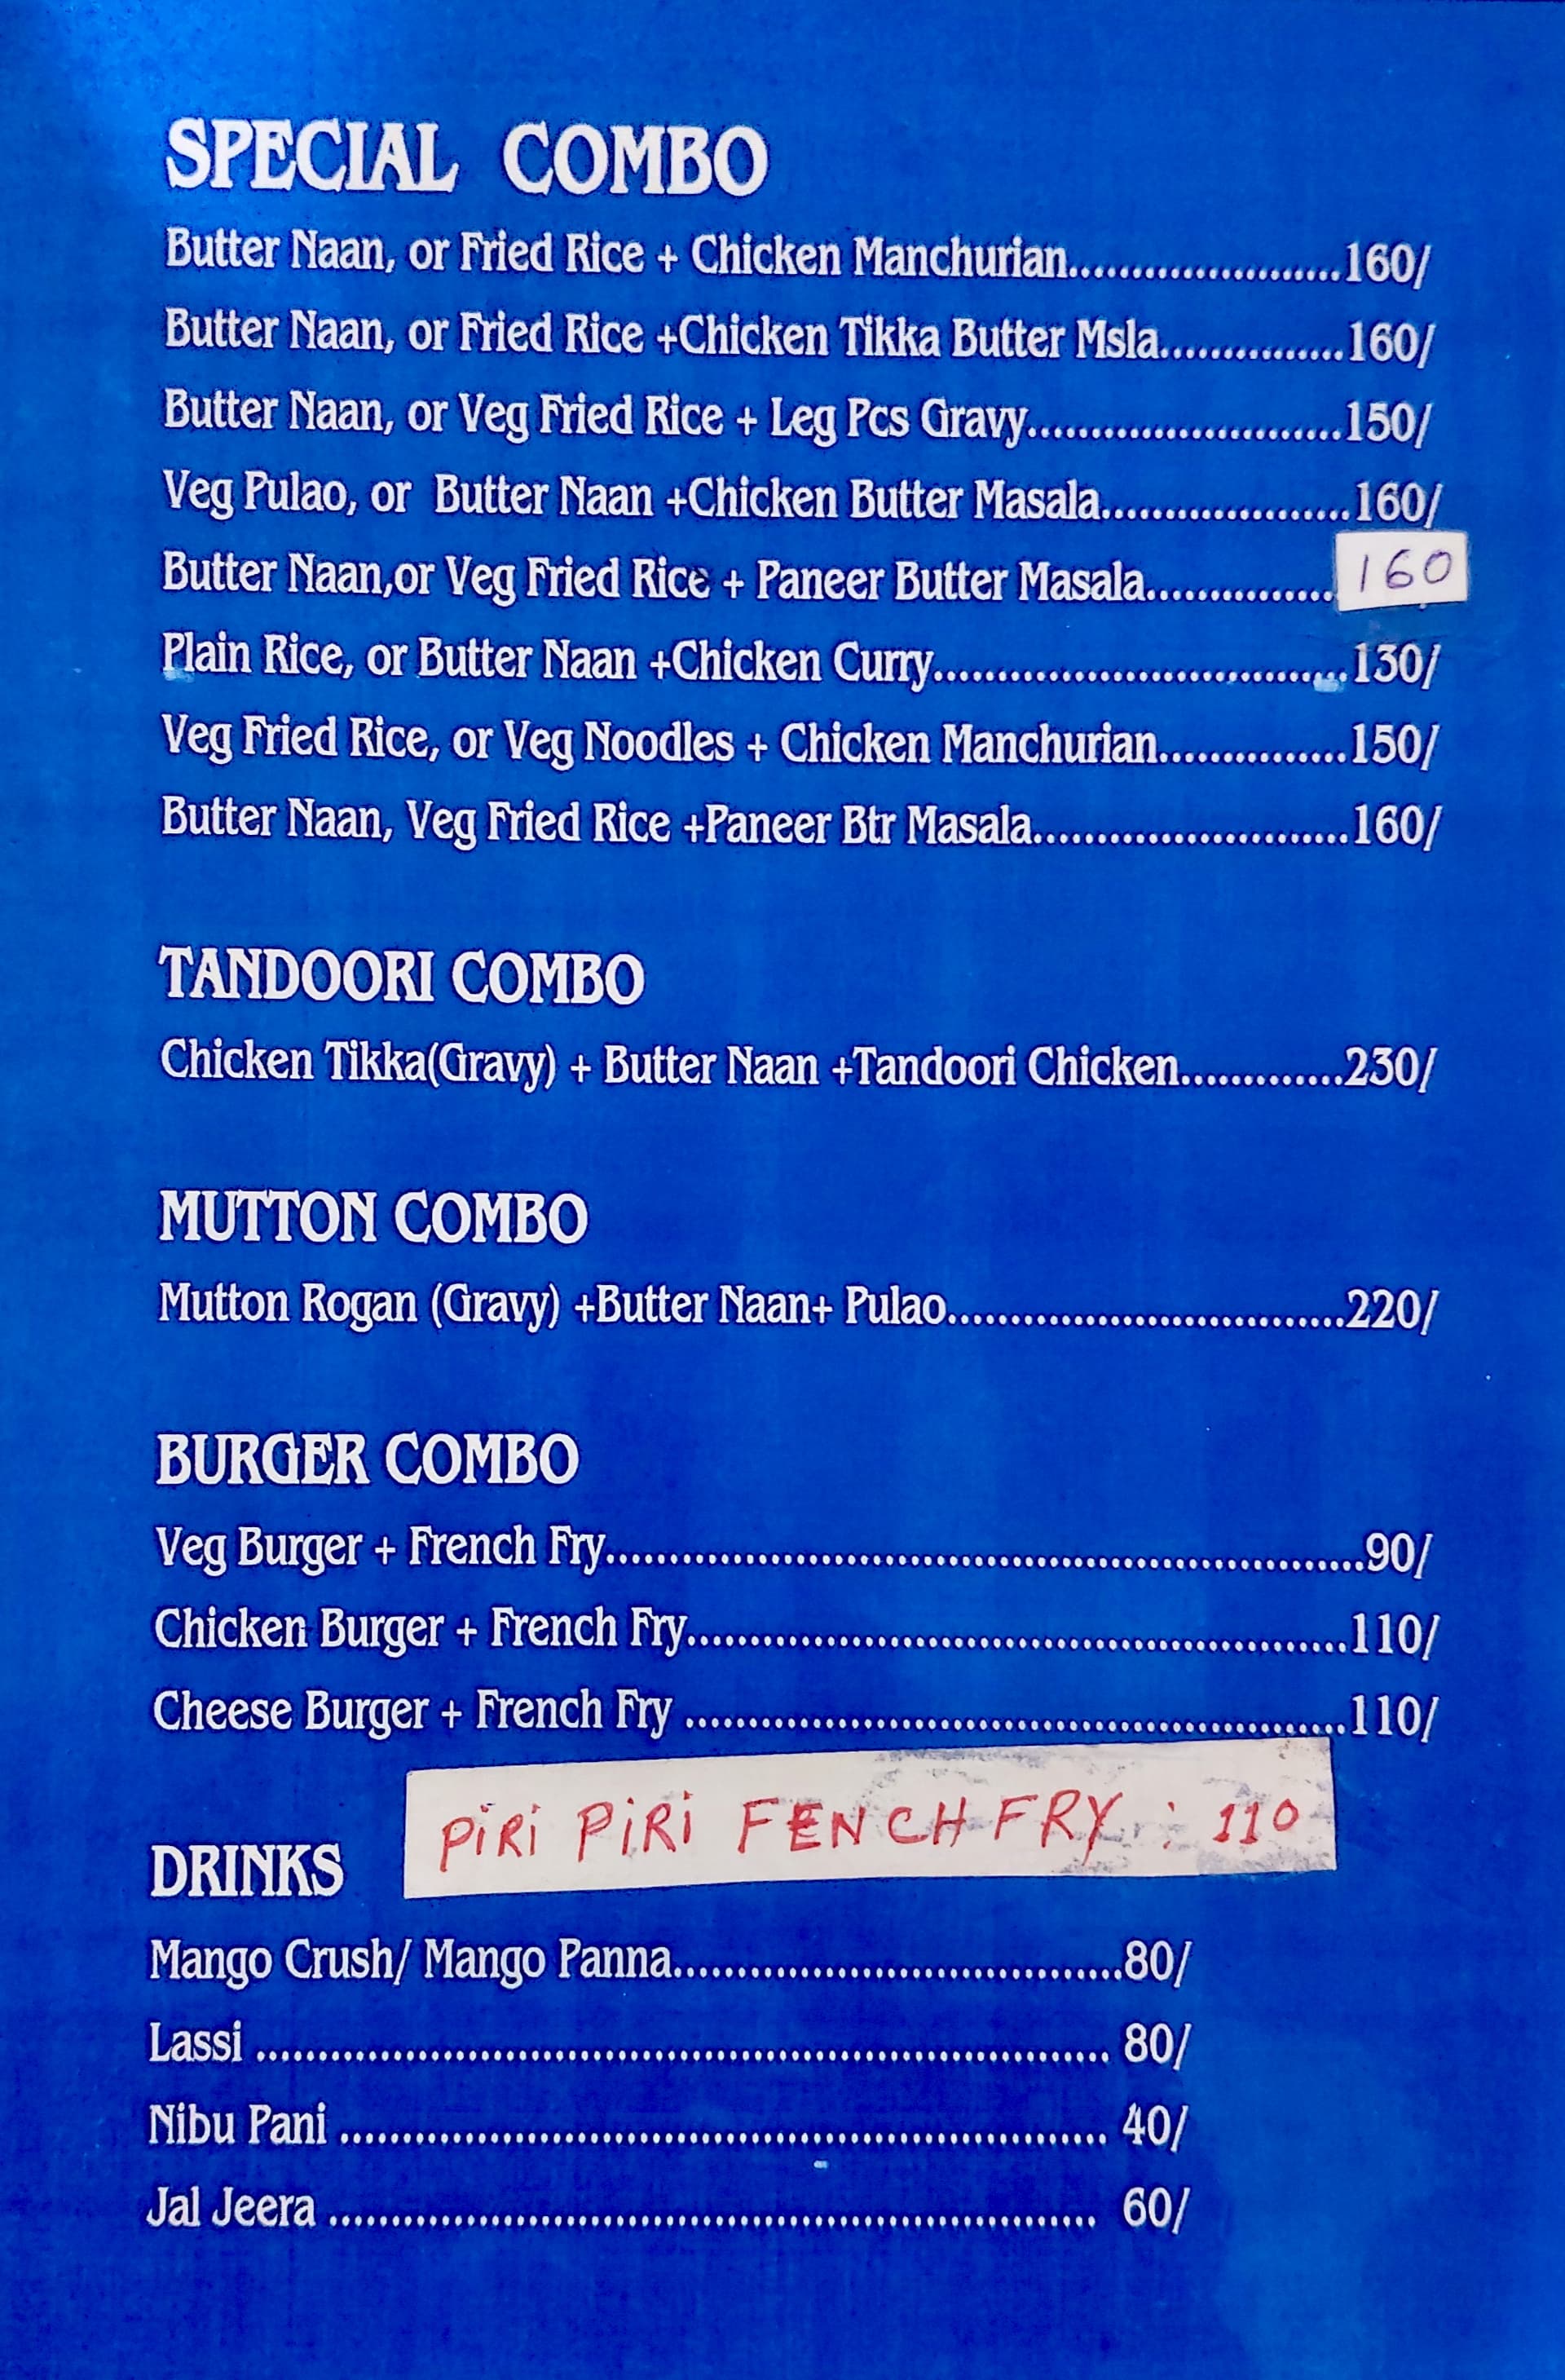 SPECIAL COMBO
Butter Naan, or Fried Rice + Chicken Manchurian......................160/
Butter Naan, or Fried Rice +Chicken Tikka Butter Msla...............160/
Butter Naan, or Veg Fried Rice + Leg Pcs Gravy.........................150/
Veg Pulao, or Butter Naan +Chicken Butter Masala....................160/
Butter Naan,or Veg Fried Rice + Paneer Butter Masala...............160
Plain Rice, or Butter Naan +Chicken Curry.................................130/
Veg Fried Rice, or Veg Noodles + Chicken Manchurian...............150/
Butter Naan, Veg Fried Rice +Paneer Btr Masala.........................160/
TANDOORI COMBO
Chicken Tikka(Gravy) + Butter Naan +Tandoori Chicken.............230/
MUTTON COMBO
Mutton Rogan (Gravy) +Butter Naan+ Pulao................................220/
BURGER COMBO
Veg Burger + French Fry.............................................................90/
Chicken Burger + French Fry.....................................................110/
Cheese Burger + French Fry .....................................................110/
PiRi PiRi FENCH FRY : 110
DRINKS
Mango Crush/ Mango Panna....................................80/
Lassi ..................................................................... 80/
Nibu Pani .............................................................. 40/
Jal Jeera .............................................................. 60/